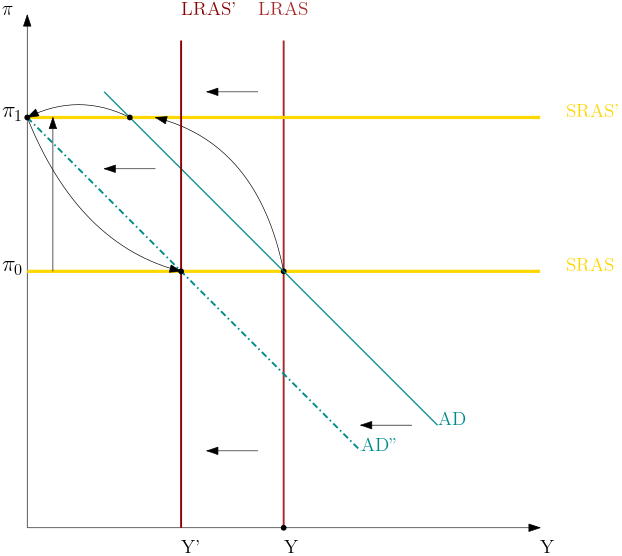 π LRAS' LRAS
π1 SRAS'
π0 SRAS
AD
AD"
Y' Y Y